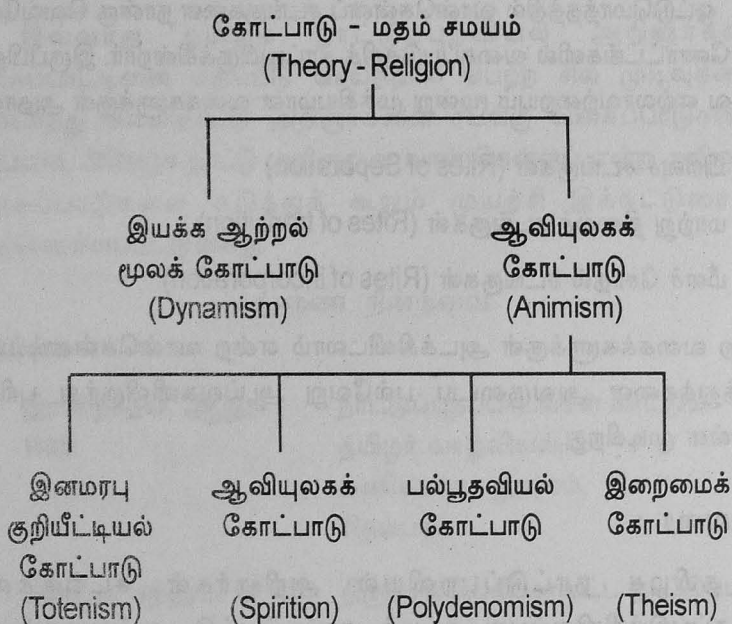 கோட்பாடு - மதம் சமயம்
(Theory - Religion)
இயக்க ஆற்றல்
மூலக் கோட்பாடு
(Dynamism)
ஆவியுலகக்
கோட்பாடு
(Animism)
இனமரபு
குறியீட்டியல்
கோட்பாடு
(Totenism)
ஆவியுலகக்
கோட்பாடு
(Spirition)
பல்பூதவியல்
கோட்பாடு
(Polydenomism)
இறைமைக்
கோட்பாடு
(Theism)